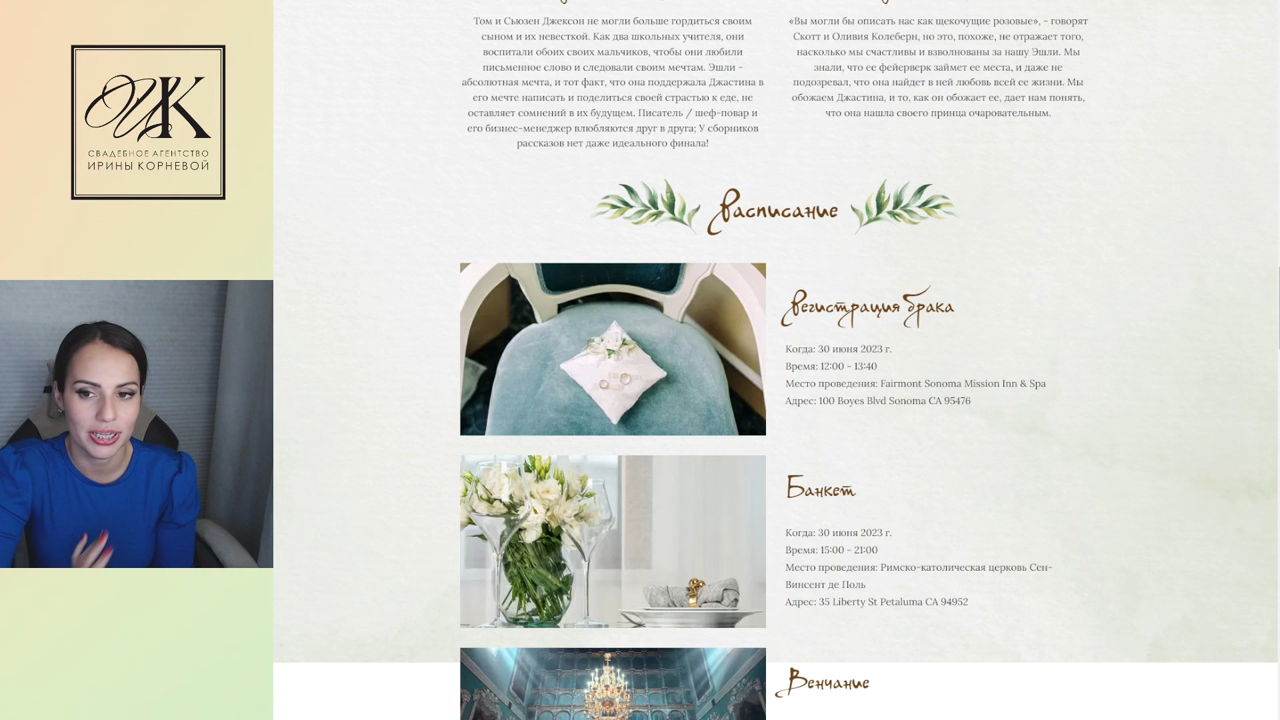 ИК
СВАДЕБНОЕ АГЕНТСТВО
ИРИНЫ КОРНЕВОЙ
Том и Сьюзен Джексон не могли больше гордиться своим
сыном и их невесткой. Как два школьных учителя, они
воспитали обоих своих мальчиков, чтобы они любили
письменное слово и следовали своим мечтам. Эшли -
абсолютная мечта, и тот факт, что она поддержала Джастина в
его мечте написать и поделиться своей страстью к еде, не
оставляет сомнений в их будущем. Писатель / шеф-повар и
его бизнес-менеджер влюбляются друг в друга; У сборников
рассказов нет даже идеального финала!
«Вы могли бы описать нас как щекочущие розовые», - говорят
Скотт и Оливия Колеберн, но это, похоже, не отражает того,
насколько мы счастливы и взволнованы за нашу Эшли. Мы
знали, что ее фейерверк займет ее места, и даже не
подозревал, что она найдет в ней любовь всей ее жизни. Мы
обожаем Джастина, и то, как он обожает ее, дает нам понять,
что она нашла своего принца очаровательным.
Расписание
Регистрация брака
Когда: 30 июня 2023 г.
Время: 12:00 - 13:40
Место проведения: Fairmont Sonoma Mission Inn & Spa
Адрес: 100 Boyes Blvd Sonoma CA 95476
Банкет
Когда: 30 июня 2023 г.
Время: 15:00 - 21:00
Место проведения: Римско-католическая церковь Сен-
Винсент де Поль
Адрес: 35 Liberty St Petaluma CA 94952
Венчание